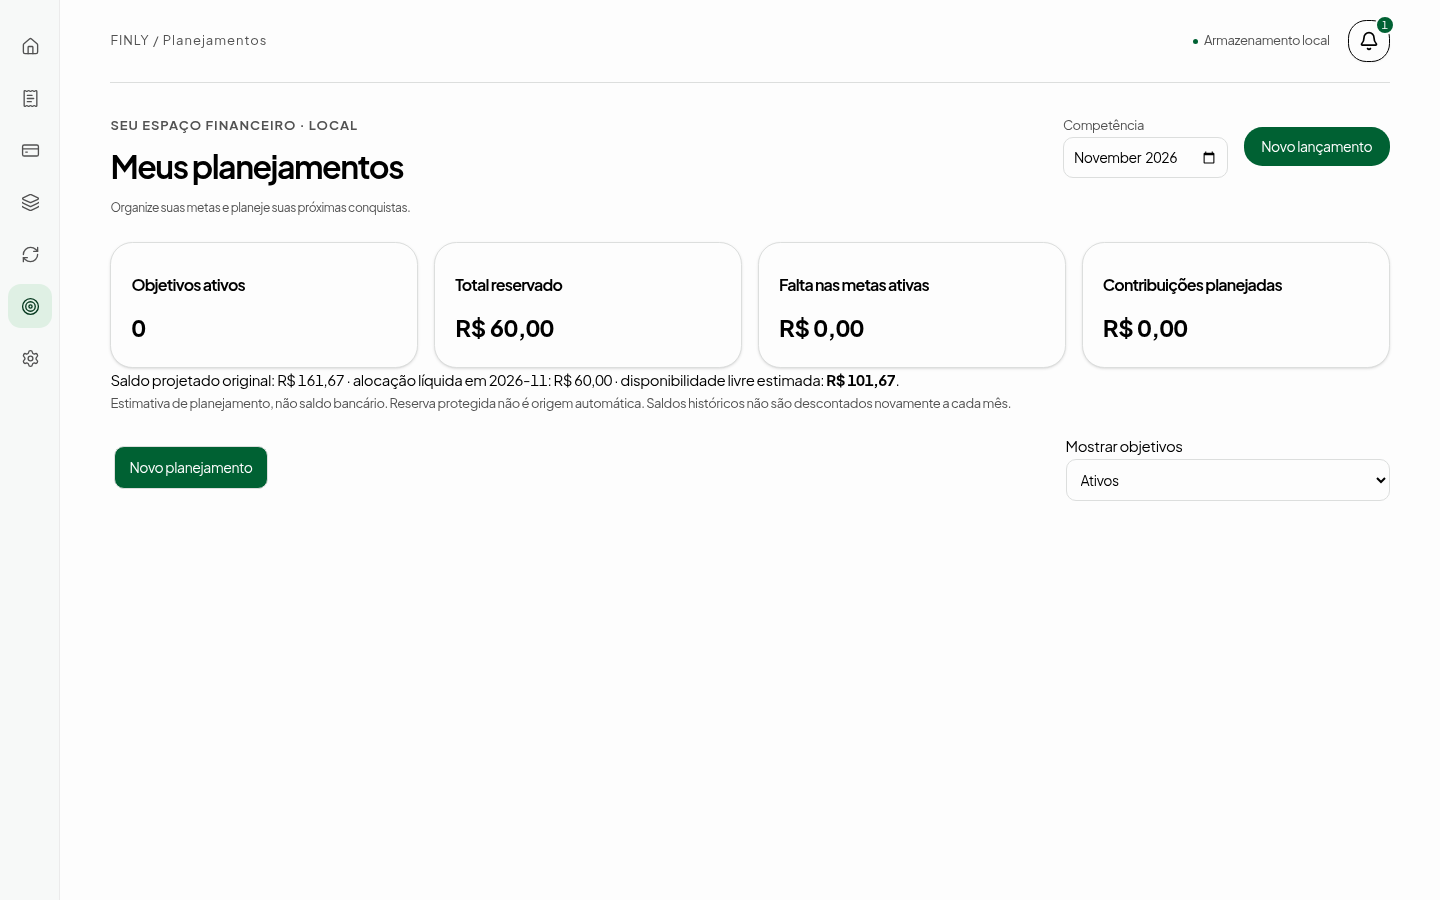 FINLY / Planejamentos
Armazenamento local
1
SEU ESPAÇO FINANCEIRO · LOCAL
Meus planejamentos
Organize suas metas e planeje suas próximas conquistas.
Competência
November 2026
Novo lançamento
Objetivos ativos
0
Total reservado
R$ 60,00
Falta nas metas ativas
R$ 0,00
Contribuições planejadas
R$ 0,00
Saldo projetado original: R$ 161,67 · alocação líquida em 2026-11: R$ 60,00 · disponibilidade livre estimada: R$ 101,67.
Estimativa de planejamento, não saldo bancário. Reserva protegida não é origem automática. Saldos históricos não são descontados novamente a cada mês.
Novo planejamento
Mostrar objetivos
Ativos